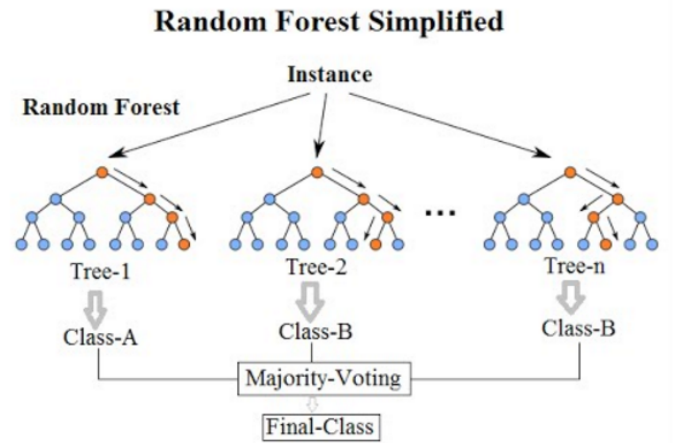 Random Forest Simplified
Instance
Random Forest
...
Tree-1
Tree-2
Tree-n
Class-A
Class-B
Class-B
Majority-Voting
Final-Class